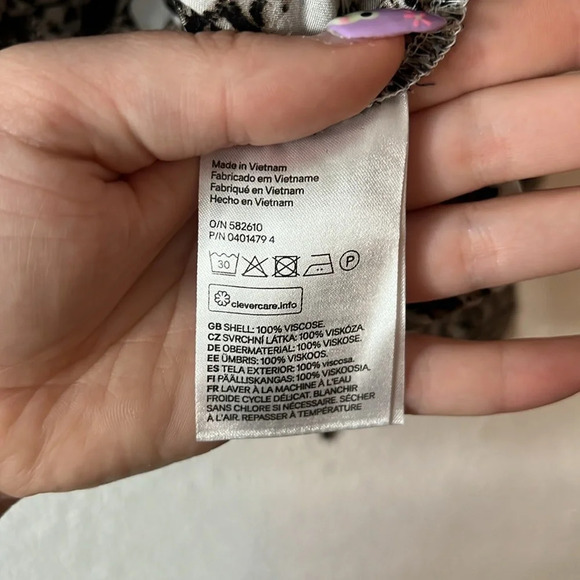 Made in Vietnam
Fabricado em Vietname
Fabriqué en Vietnam
Hecho en Vietnam
O/N 582610
P/N 0401479 4
30 P
clevercare.info
GB SHELL: 100% VISCOSE.
CZ SVRCHNÍ LÁTKA: 100% VISKÓZA.
DE OBERMATERIAL: 100% VISKOSE.
EE ÜMBRIS: 100% VISKOOS.
ES TELA EXTERIOR: 100% viscosa.
FI PÄÄLLISKANGAS: 100% VISKOOSIA.
FR LAVER À LA MACHINE À L'EAU
FROIDE CYCLE DÉLICAT. BLANCHIR
SANS CHLORE SI NÉCESSAIRE. SÉCHER
À L'AIR. REPASSER À TEMPÉRATURE